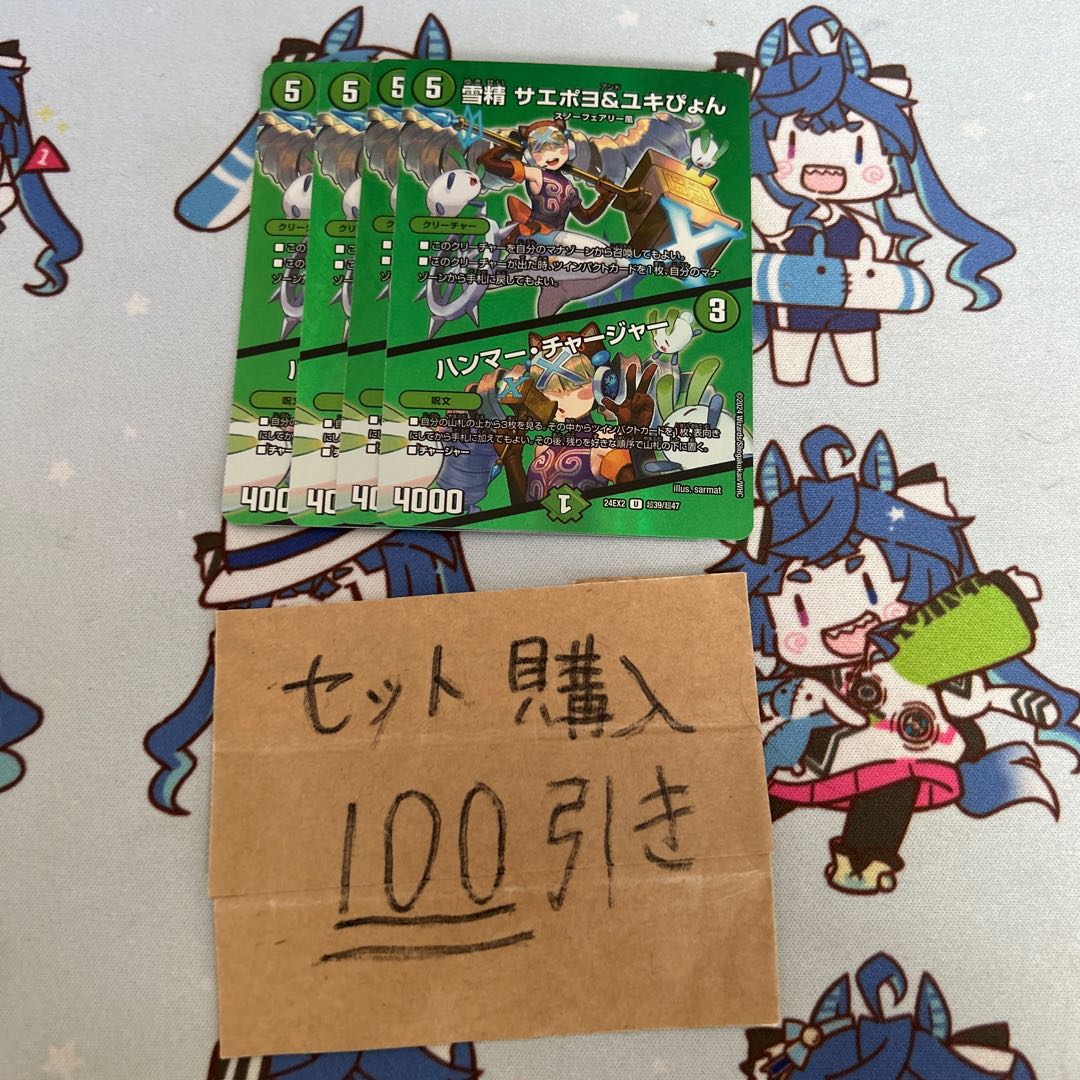 5
5
5
5
雪精 サエポヨ&ユキぴょん
スノーフェアリー風
クリーチャー
■このクリーチャーを自分のマナゾーンから召喚してもよい。
■このクリーチャーが出た時、ツインパクトカードを1枚、自分のマナ
ゾーンから手札に戻してもよい。
3
ハンマー・チャージャー
呪文
■自分の山札の上から3枚を見る。その中からツインパクトカードを1枚、表向き
にしてから手札に加えてもよい。その後、残りを好きな順序で山札の下に置く。
■チャージャー
illus. sarmat
4000
1
24EX2 U 超39/超47
©2024 Wizards/Shogakukan/WHC
セット購入
100引き
1